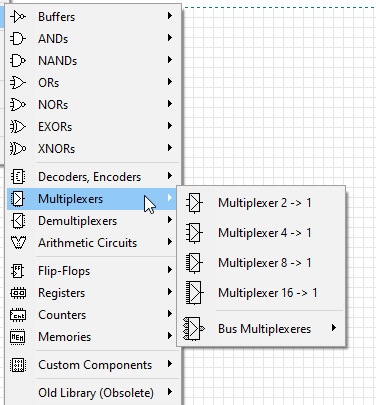 Buffers
ANDs
NANDs
ORs
NORs
EXORs
XNORs
Decoders, Encoders
Multiplexers
Demultiplexers
Arithmetic Circuits
Flip-Flops
Registers
Counters
Memories
Custom Components
Old Library (Obsolete)
Multiplexer 2 -> 1
Multiplexer 4 -> 1
Multiplexer 8 -> 1
Multiplexer 16 -> 1
Bus Multiplexeres